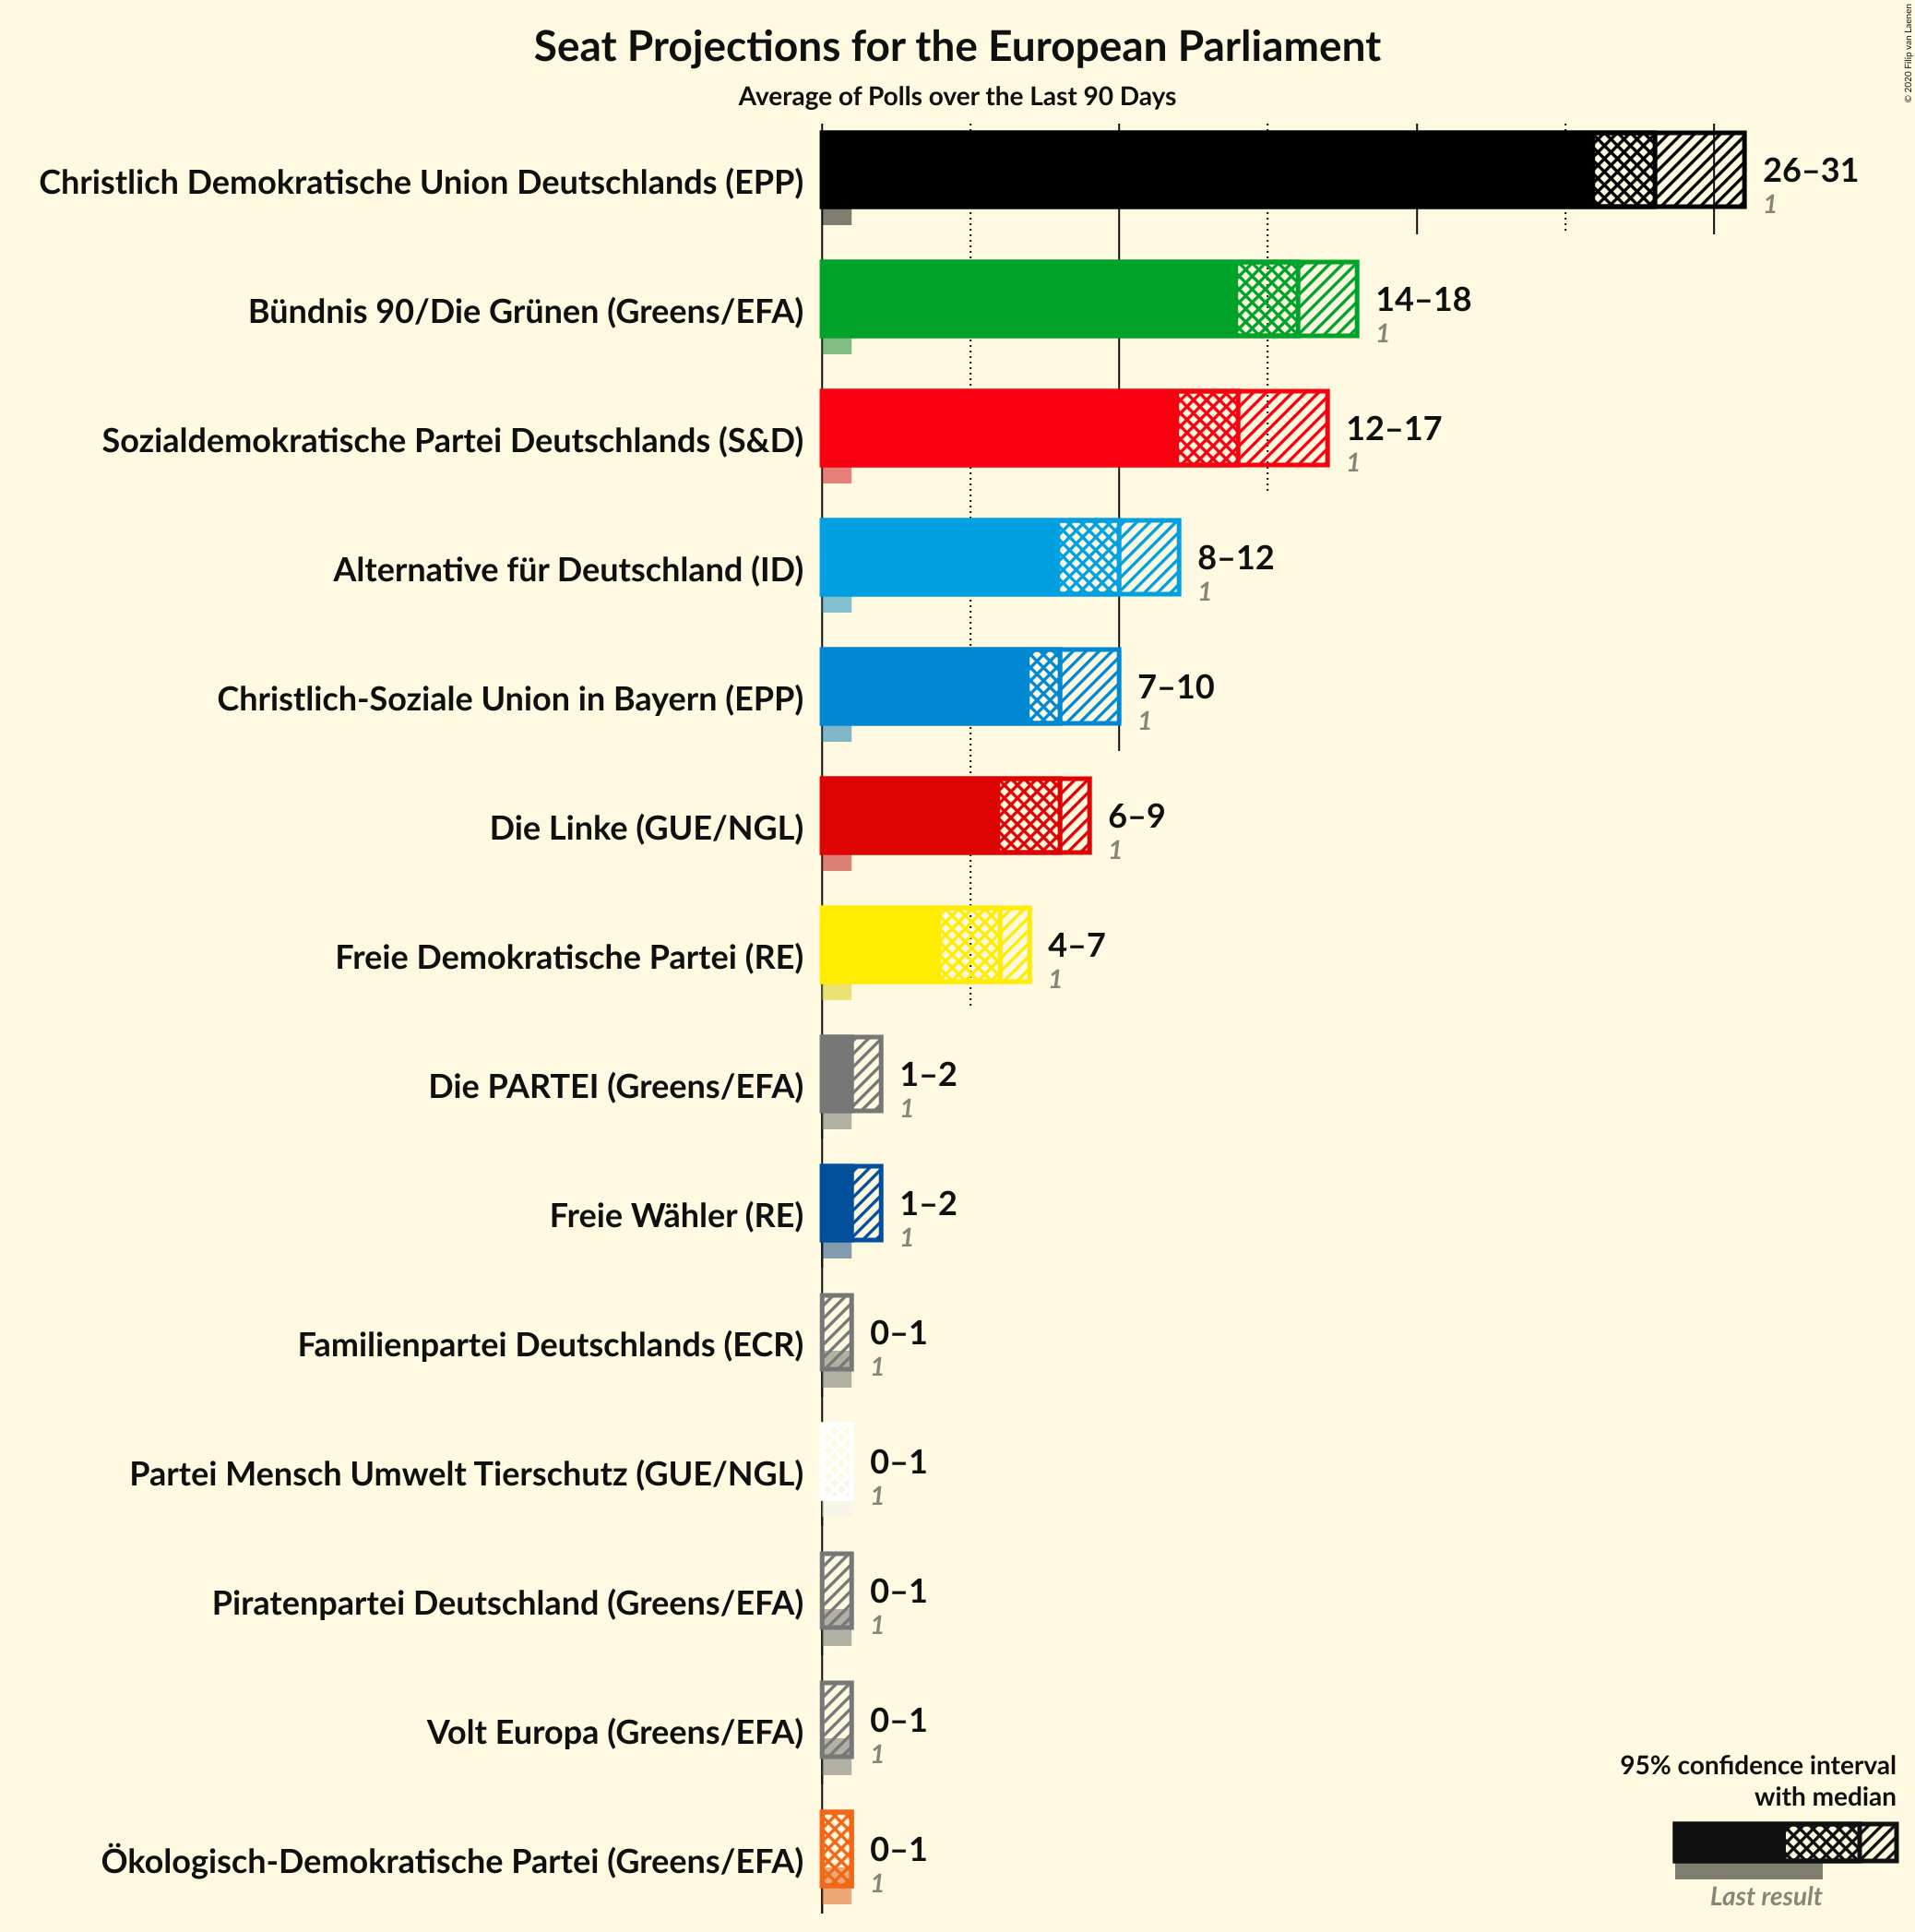 Seat Projections for the European Parliament
Average of Polls over the Last 90 Days
© 2020 Filip van Laenen
Christlich Demokratische Union Deutschlands (EPP)
26–31
1
Bündnis 90/Die Grünen (Greens/EFA)
14–18
1
Sozialdemokratische Partei Deutschlands (S&D)
12–17
1
Alternative für Deutschland (ID)
8–12
1
Christlich-Soziale Union in Bayern (EPP)
7–10
1
Die Linke (GUE/NGL)
6–9
1
Freie Demokratische Partei (RE)
4–7
1
Die PARTEI (Greens/EFA)
1–2
1
Freie Wähler (RE)
1–2
1
Familienpartei Deutschlands (ECR)
0–1
1
Partei Mensch Umwelt Tierschutz (GUE/NGL)
0–1
1
Piratenpartei Deutschland (Greens/EFA)
0–1
1
Volt Europa (Greens/EFA)
0–1
1
Ökologisch-Demokratische Partei (Greens/EFA)
0–1
1
95% confidence interval
with median
Last result